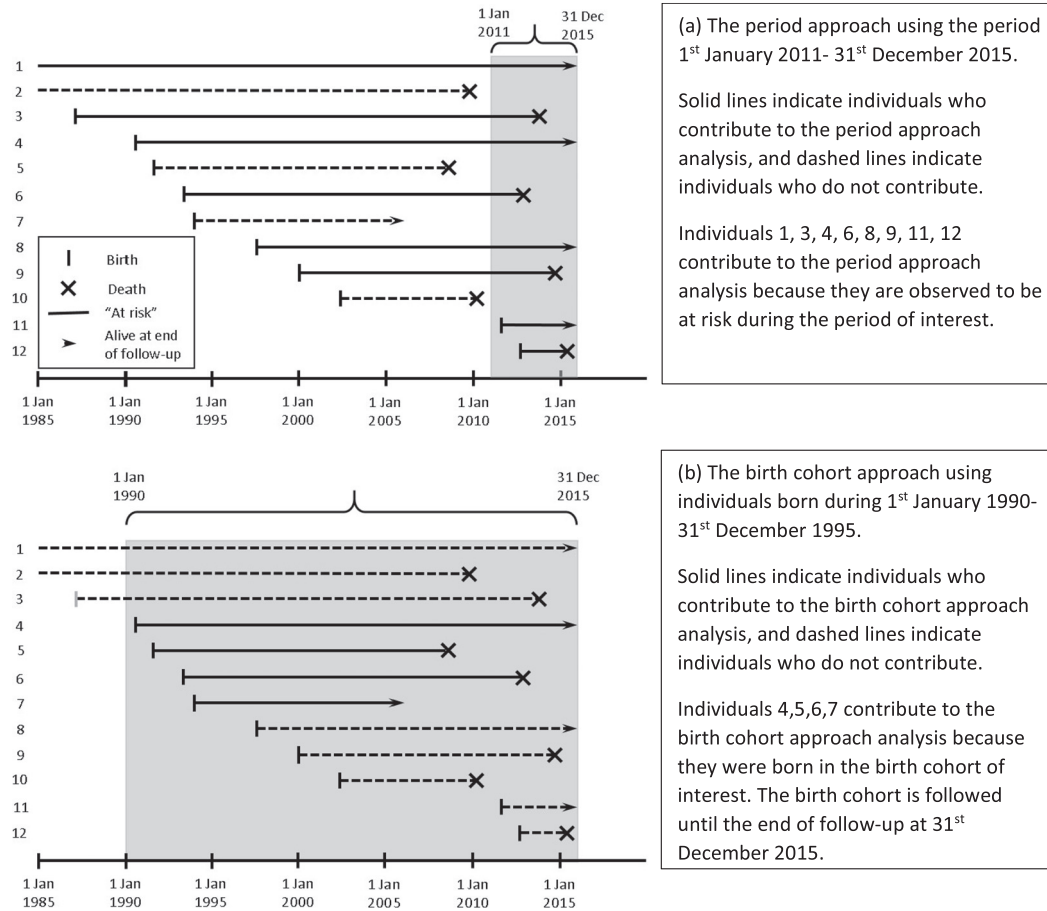 1 Jan
2011
31 Dec
2015
1
2
3
4
5
6
7
8
9
10
11
12
Birth
Death
"At risk"
Alive at end
of follow-up
1 Jan
1985
1 Jan
1990
1 Jan
1995
1 Jan
2000
1 Jan
2005
1 Jan
2010
1 Jan
2015
(a) The period approach using the period
1st January 2011- 31st December 2015.
Solid lines indicate individuals who
contribute to the period approach
analysis, and dashed lines indicate
individuals who do not contribute.
Individuals 1, 3, 4, 6, 8, 9, 11, 12
contribute to the period approach
analysis because they are observed to be
at risk during the period of interest.
1 Jan
1990
31 Dec
2015
1
2
3
4
5
6
7
8
9
10
11
12
1 Jan
1985
1 Jan
1990
1 Jan
1995
1 Jan
2000
1 Jan
2005
1 Jan
2010
1 Jan
2015
(b) The birth cohort approach using
individuals born during 1st January 1990-
31st December 1995.
Solid lines indicate individuals who
contribute to the birth cohort approach
analysis, and dashed lines indicate
individuals who do not contribute.
Individuals 4,5,6,7 contribute to the
birth cohort approach analysis because
they were born in the birth cohort of
interest. The birth cohort is followed
until the end of follow-up at 31st
December 2015.